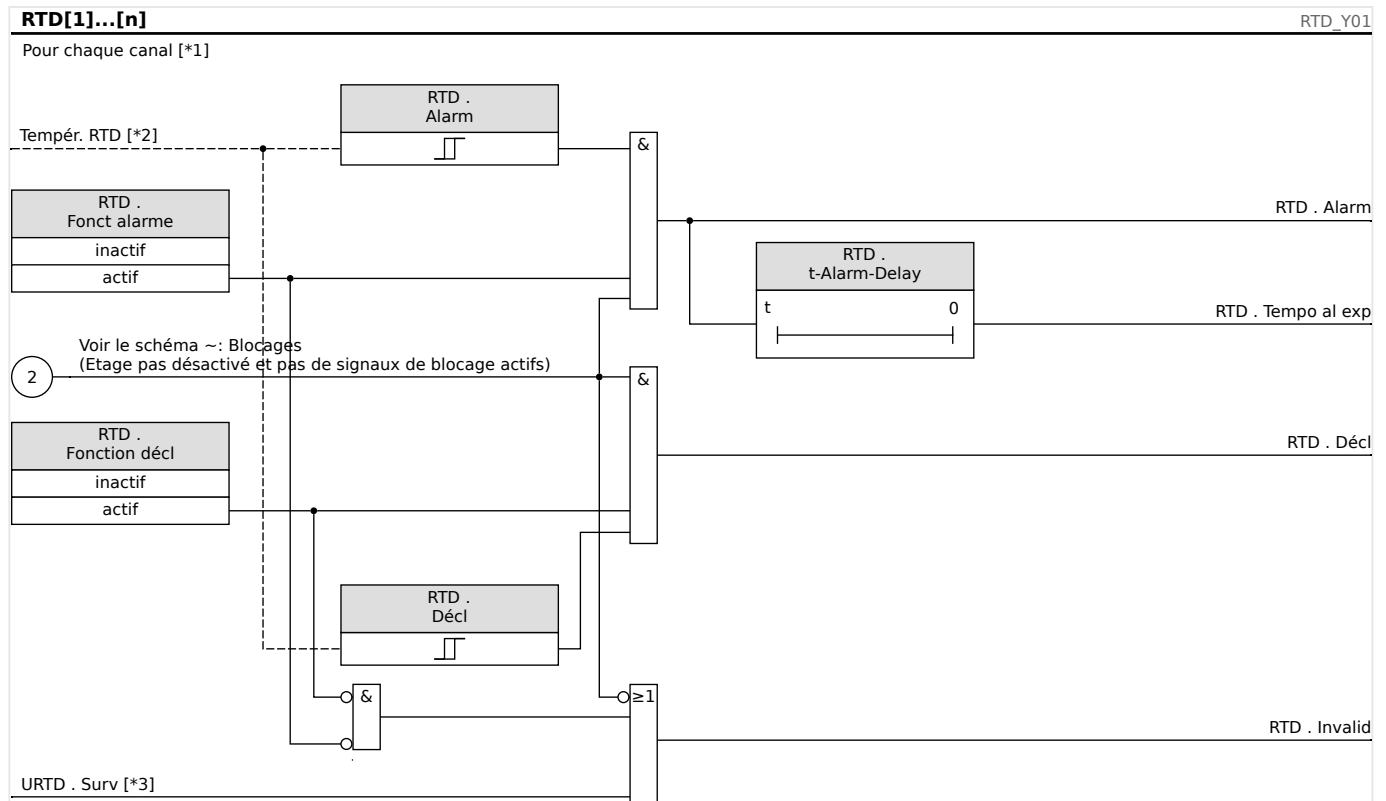 RTD[1]...[n]
RTD_Y01
Pour chaque canal [*1]
RTD .
Alarm
Tempér. RTD [*2]
&
RTD .
Fonct alarme
inactif
actif
RTD . Alarm
RTD .
t-Alarm-Delay
t
0
RTD . Tempo al exp
Voir le schéma ~: Blocages
(Etage pas désactivé et pas de signaux de blocage actifs)
2
&
RTD .
Fonction décl
inactif
actif
RTD . Décl
RTD .
Décl
&
≥1
RTD . Invalid
URTD . Surv [*3]